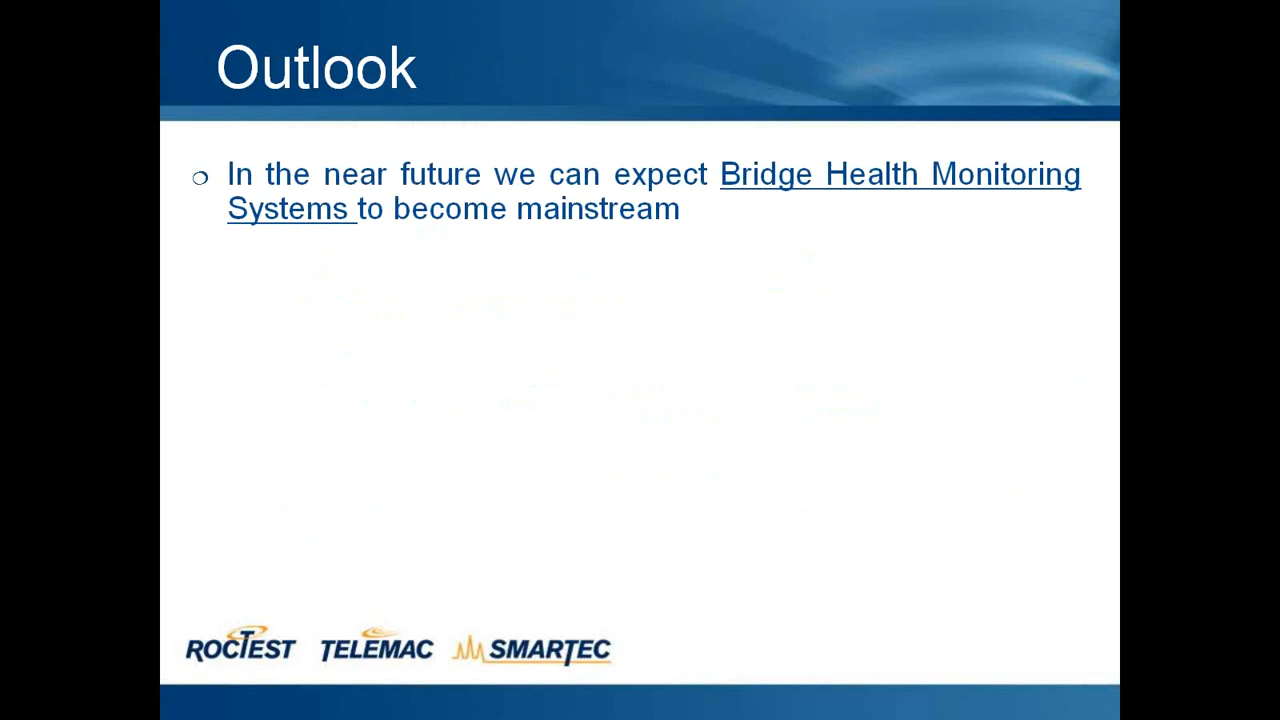 Outlook
In the near future we can expect Bridge Health Monitoring
Systems to become mainstream
ROCTEST TELEMAC SMARTEC